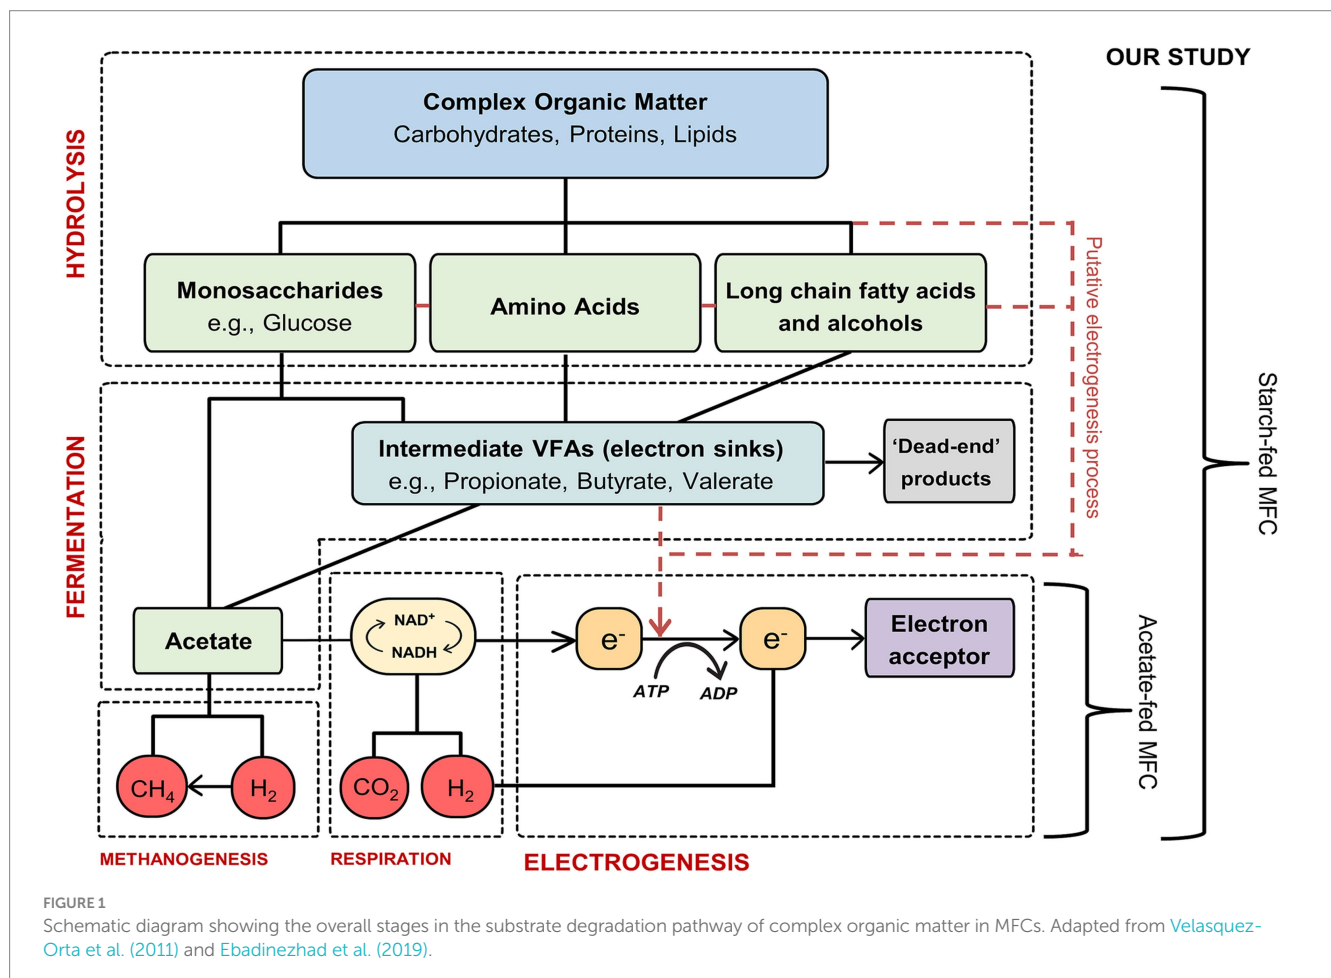 OUR STUDY
HYDROLYSIS
Complex Organic Matter
Carbohydrates, Proteins, Lipids
Monosaccharides
e.g., Glucose
Amino Acids
Long chain fatty acids
and alcohols
Putative electrogenesis process
Starch-fed MFC
FERMENTATION
Intermediate VFAs (electron sinks)
e.g., Propionate, Butyrate, Valerate
‘Dead-end’
products
Acetate
NAD⁺
NADH
e⁻
ATP
ADP
e⁻
Electron
acceptor
Acetate-fed MFC
CH₄
H₂
CO₂
H₂
METHANOGENESIS
RESPIRATION
ELECTROGENESIS
FIGURE 1
Schematic diagram showing the overall stages in the substrate degradation pathway of complex organic matter in MFCs. Adapted from Velasquez-
Orta et al. (2011) and Ebadinezhad et al. (2019).